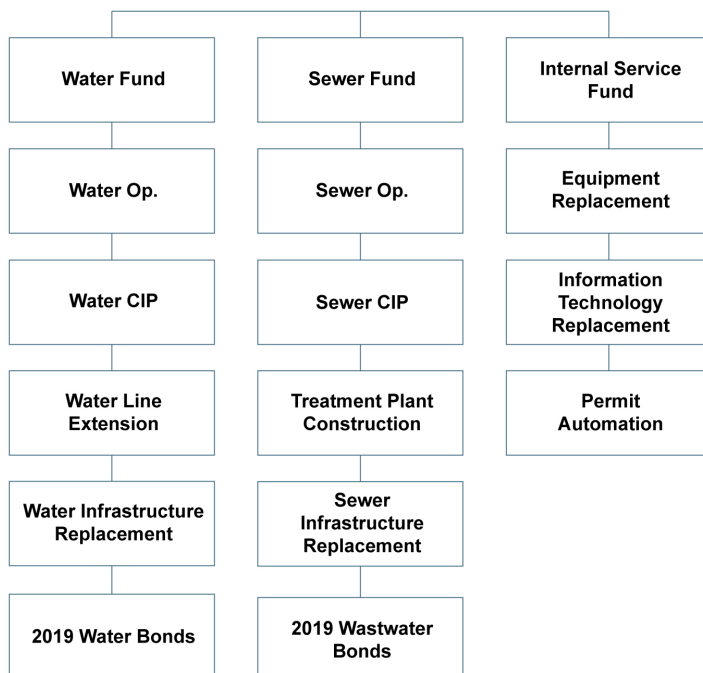 Water Fund
Water Op.
Water CIP
Water Line
Extension
Water Infrastructure
Replacement
2019 Water Bonds
Sewer Fund
Sewer Op.
Sewer CIP
Treatment Plant
Construction
Sewer
Infrastructure
Replacement
2019 Wastwater
Bonds
Internal Service
Fund
Equipment
Replacement
Information
Technology
Replacement
Permit
Automation